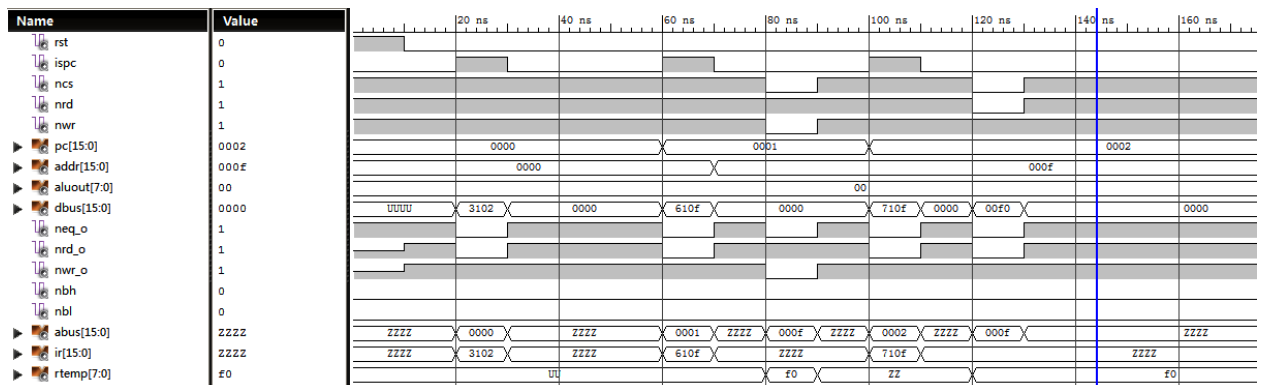 Name Value 20 ns 40 ns 60 ns 80 ns 100 ns 120 ns 140 ns 160 ns
rst 0
ispc 0
ncs 1
nrd 1
nwr 1
pc[15:0] 0002 0000 0001 0002
addr[15:0] 000f 0000 000f
aluout[7:0] 00 00
dbus[15:0] 0000 UUUU 3102 0000 610f 0000 710f 0000 00f0 0000
neq_o 1
nrd_o 1
nwr_o 1
nbh 0
nbl 0
abus[15:0] ZZZZ ZZZZ 0000 ZZZZ 0001 ZZZZ 000f ZZZZ 0002 ZZZZ 000f ZZZZ
ir[15:0] ZZZZ ZZZZ 3102 ZZZZ 610f ZZZZ 710f ZZZZ
rtemp[7:0] f0 UU f0 ZZ f0